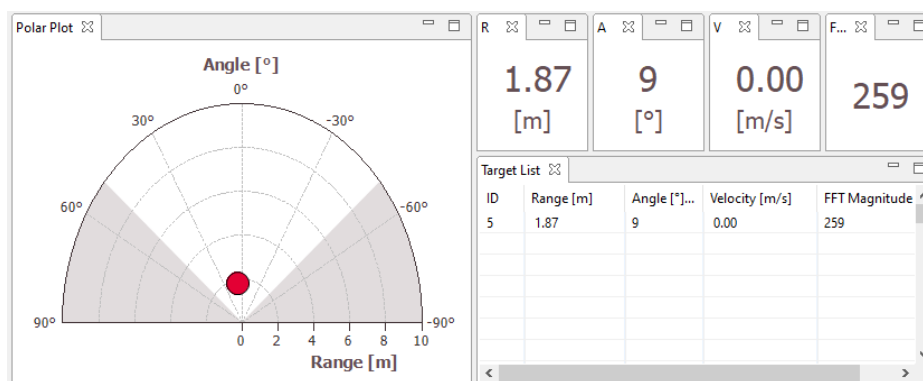 Polar Plot
Angle [°]
0°
30°
-30°
60°
-60°
90°
-90°
0 2 4 6 8 10
Range [m]
R
1.87
[m]
A
9
[°]
V
0.00
[m/s]
F...
259
Target List
ID Range [m] Angle [°]... Velocity [m/s] FFT Magnitude
5 1.87 9 0.00 259